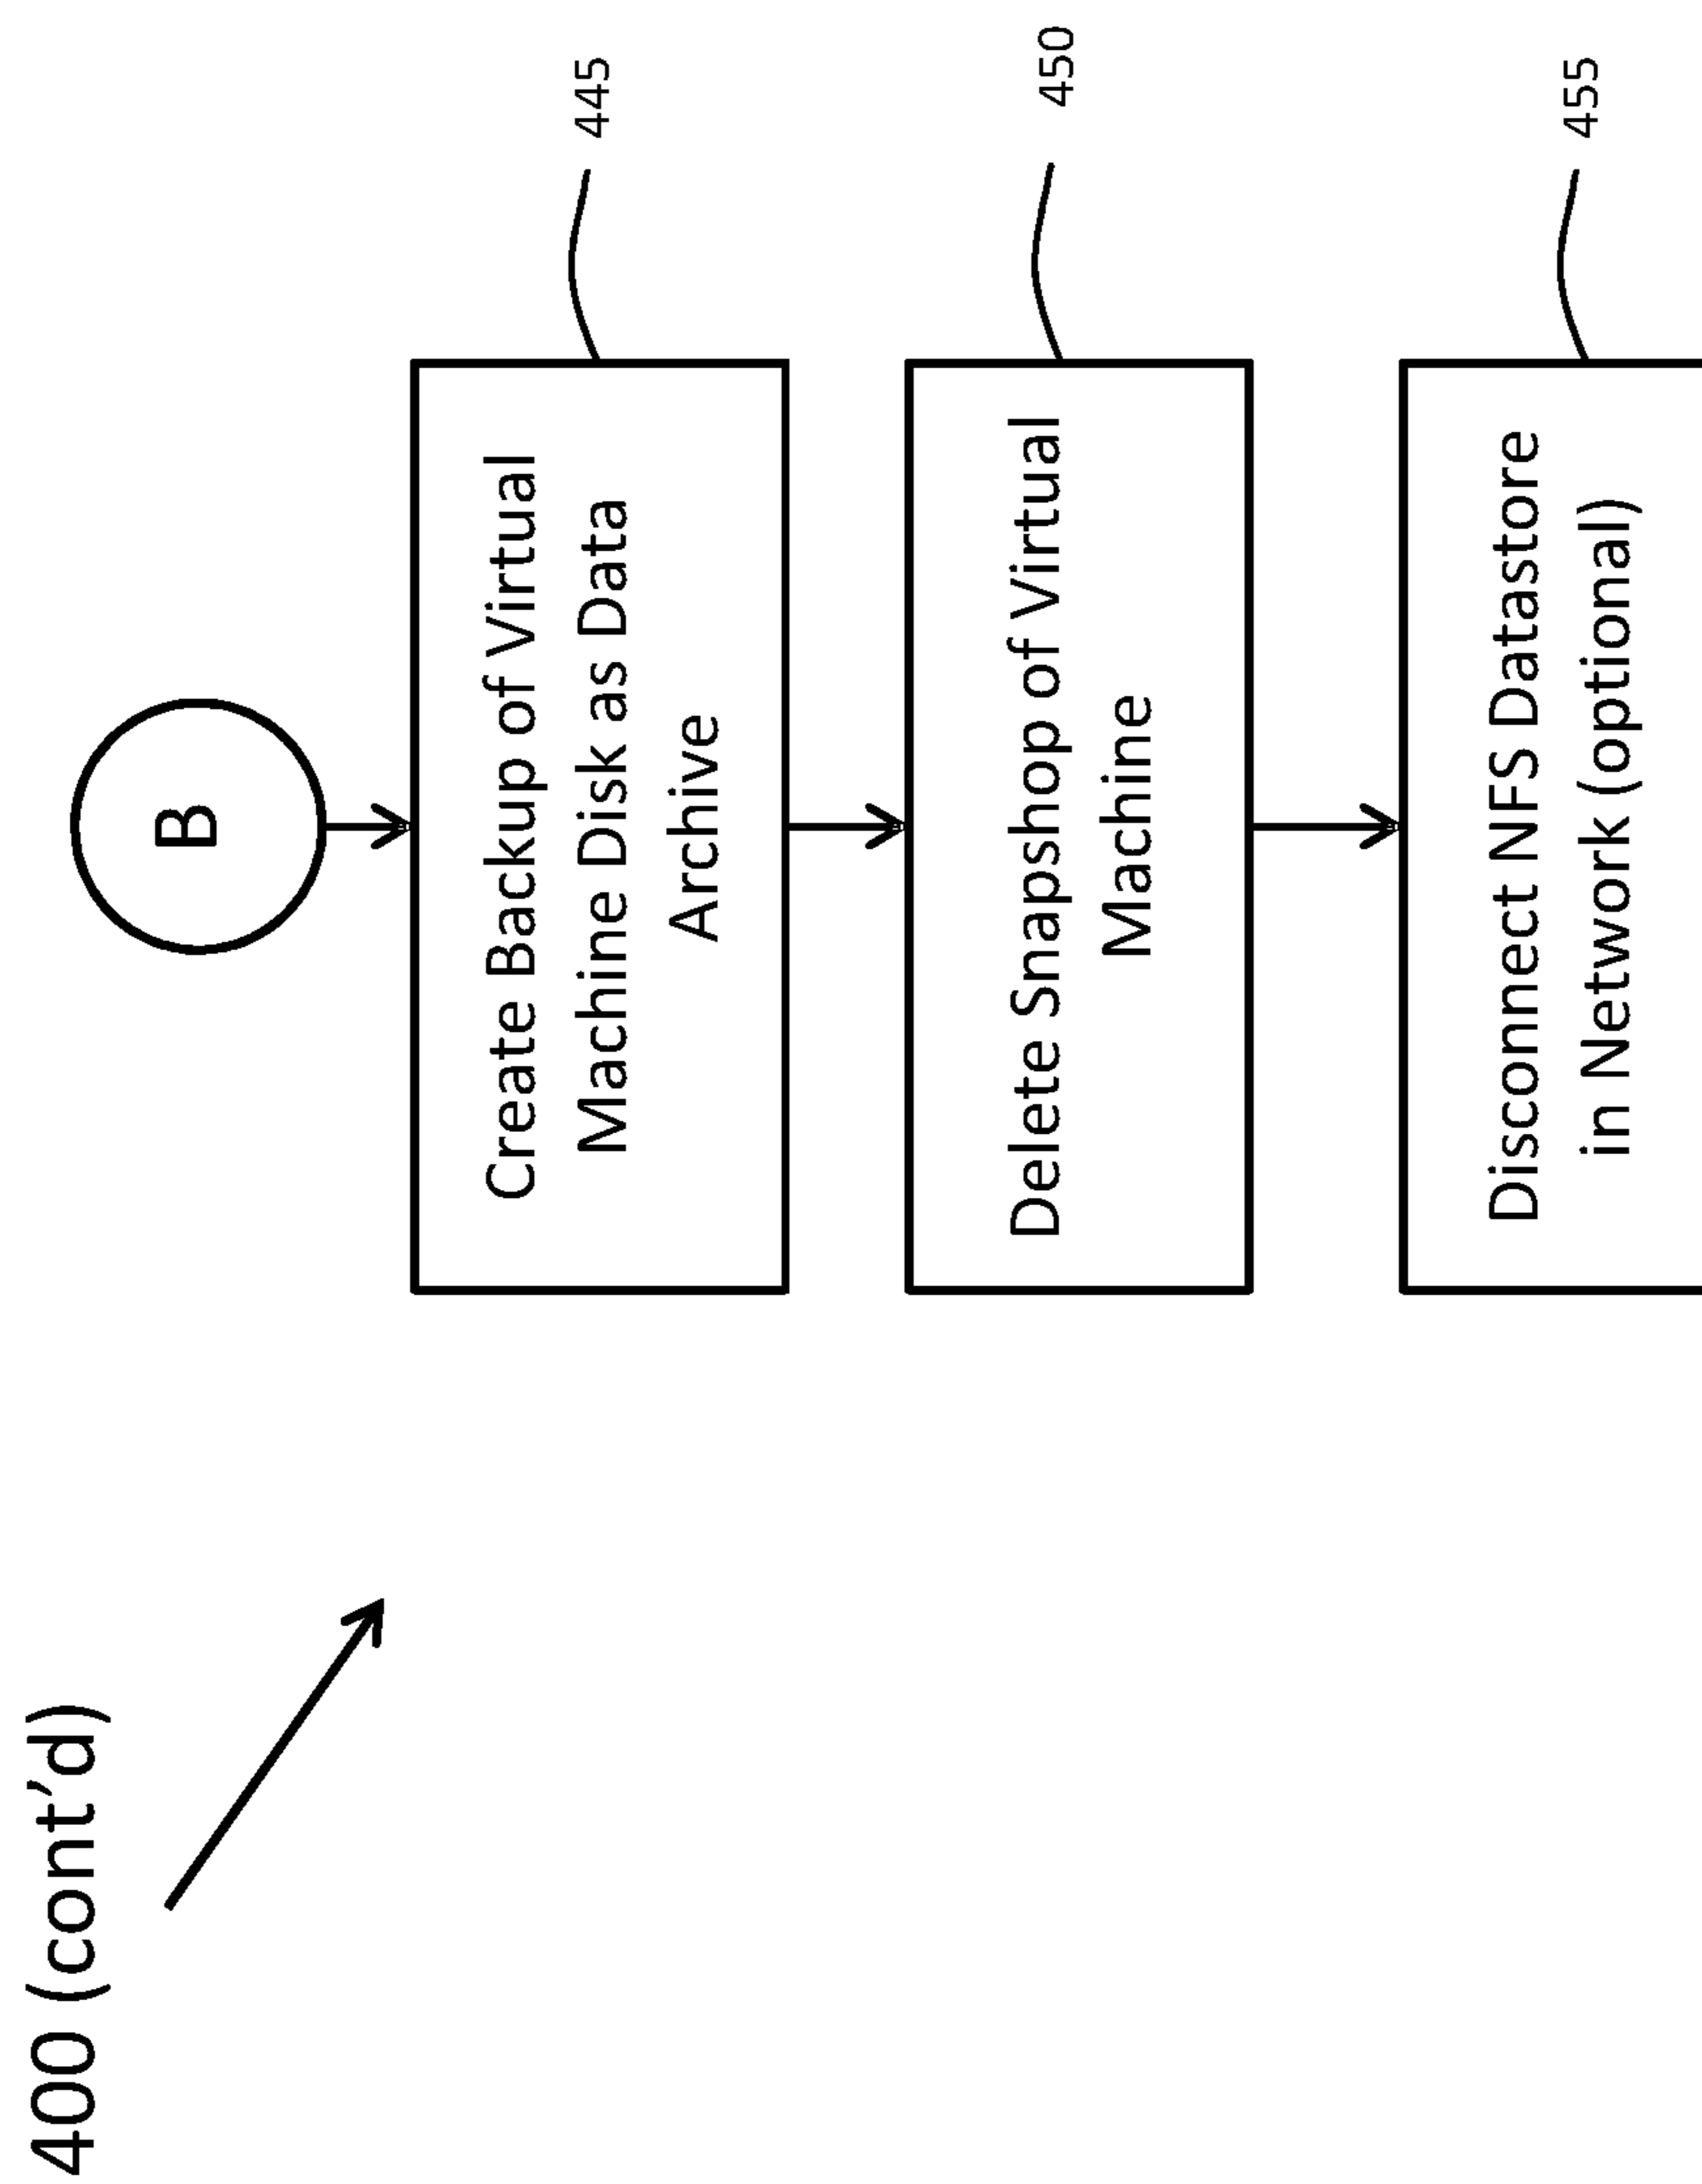 400 (cont'd)
B
Create Backup of Virtual
Machine Disk as Data
Archive
445
Delete Snapshop of Virtual
Machine
450
Disconnect NFS Datastore
in Network (optional)
455